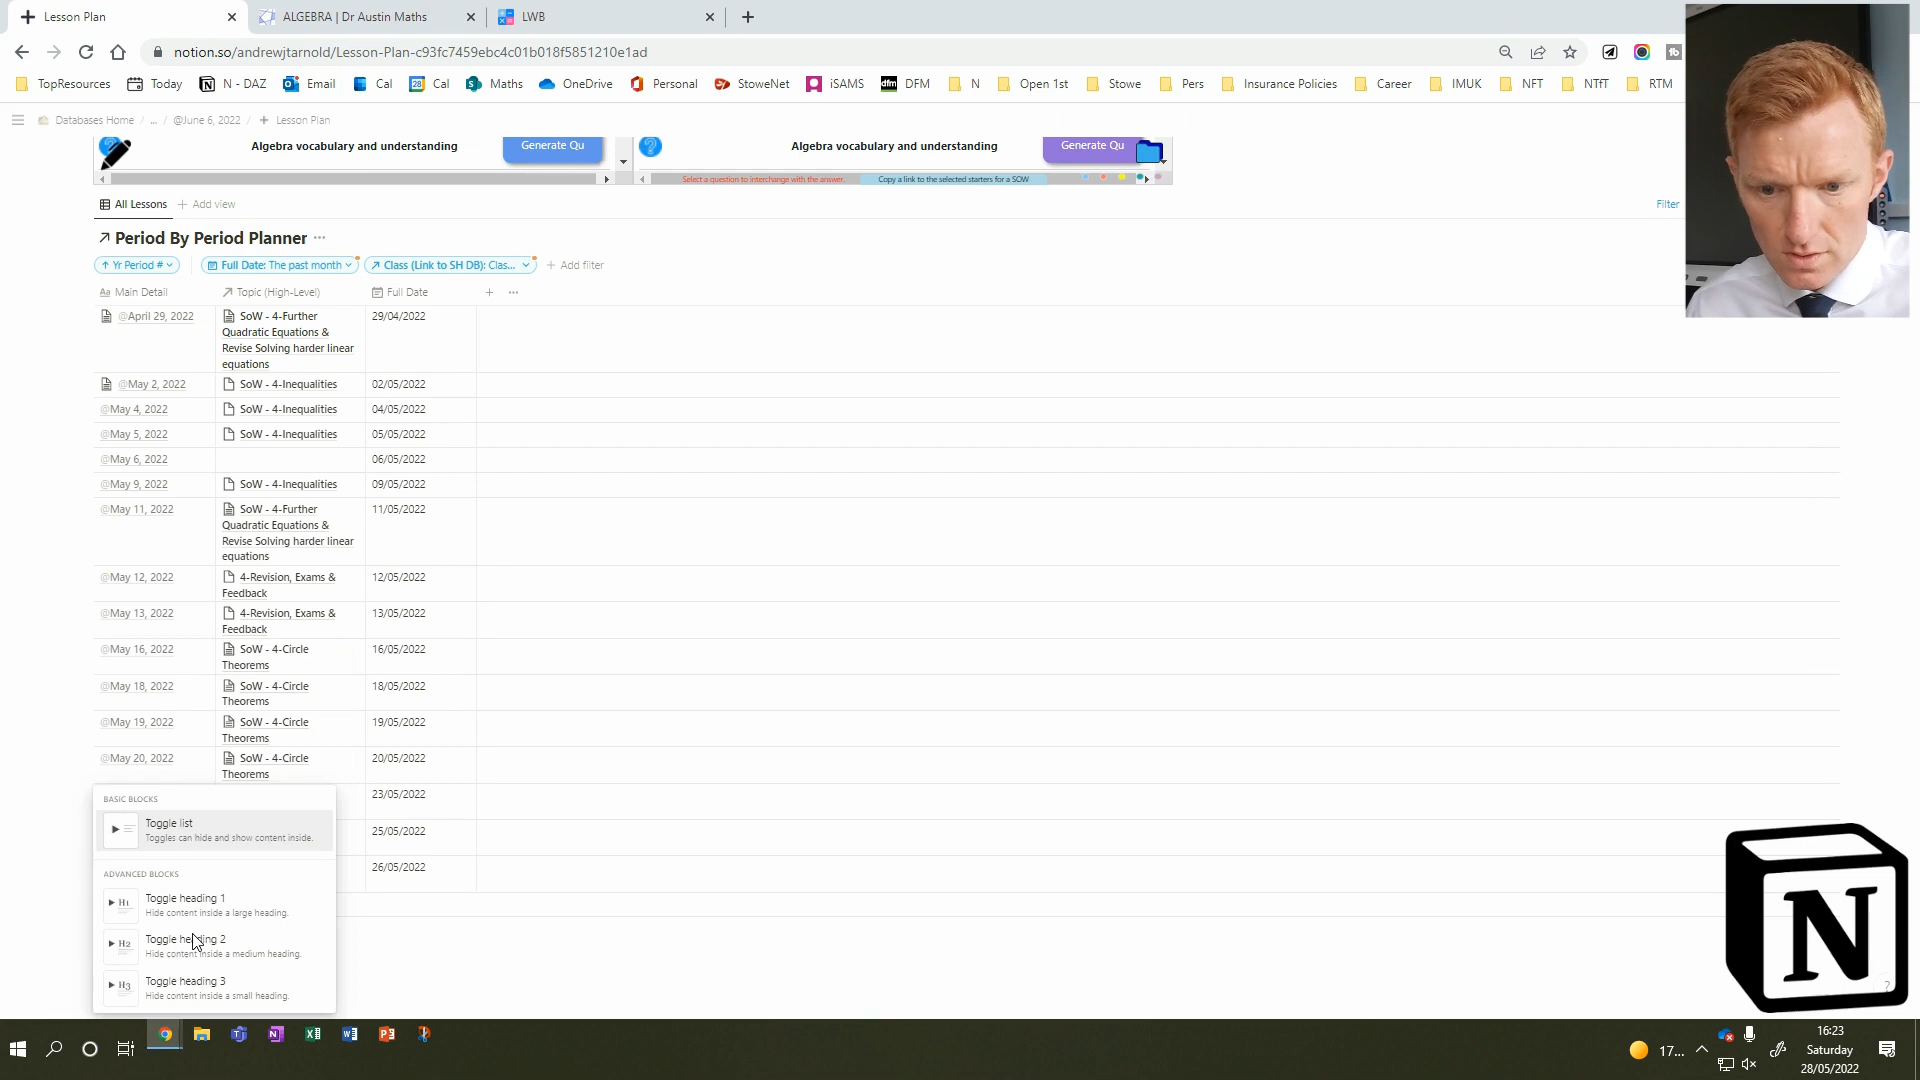 Lesson Plan
ALGEBRA | Dr Austin Maths
LWB
notion.so/andrewjtarnold/Lesson-Plan-c93fc7459ebc4c01b018f5851210e1ad
TopResources Today N - DAZ Email Cal Cal Maths OneDrive Personal StoweNet iSAMS DFM N Open 1st Stowe Pers Insurance Policies Career IMUK NFT NTfT RTM
Databases Home / ... / @June 6, 2022 / Lesson Plan
Algebra vocabulary and understanding Generate Qu Algebra vocabulary and understanding Generate Qu
Select a question to interchange with the answer. Copy a link to the selected starters for a SOW
All Lessons + Add view Filter
Period By Period Planner ...
Yr Period # Full Date: The past month Class (Link to SH DB): Clas... + Add filter
Aa Main Detail Topic (High-Level) Full Date + ...
@April 29, 2022 SoW - 4-Further 29/04/2022
Quadratic Equations &
Revise Solving harder linear
equations
@May 2, 2022 SoW - 4-Inequalities 02/05/2022
@May 4, 2022 SoW - 4-Inequalities 04/05/2022
@May 5, 2022 SoW - 4-Inequalities 05/05/2022
@May 6, 2022 06/05/2022
@May 9, 2022 SoW - 4-Inequalities 09/05/2022
@May 11, 2022 SoW - 4-Further 11/05/2022
Quadratic Equations &
Revise Solving harder linear
equations
@May 12, 2022 4-Revision, Exams & 12/05/2022
Feedback
@May 13, 2022 4-Revision, Exams & 13/05/2022
Feedback
@May 16, 2022 SoW - 4-Circle 16/05/2022
Theorems
@May 18, 2022 SoW - 4-Circle 18/05/2022
Theorems
@May 19, 2022 SoW - 4-Circle 19/05/2022
Theorems
@May 20, 2022 SoW - 4-Circle 20/05/2022
Theorems
23/05/2022
25/05/2022
26/05/2022
BASIC BLOCKS
Toggle list
Toggles can hide and show content inside.
ADVANCED BLOCKS
H1 Toggle heading 1
Hide content inside a large heading.
H2 Toggle heading 2
Hide content inside a medium heading.
H3 Toggle heading 3
Hide content inside a small heading.
N
17...
16:23
Saturday
28/05/2022